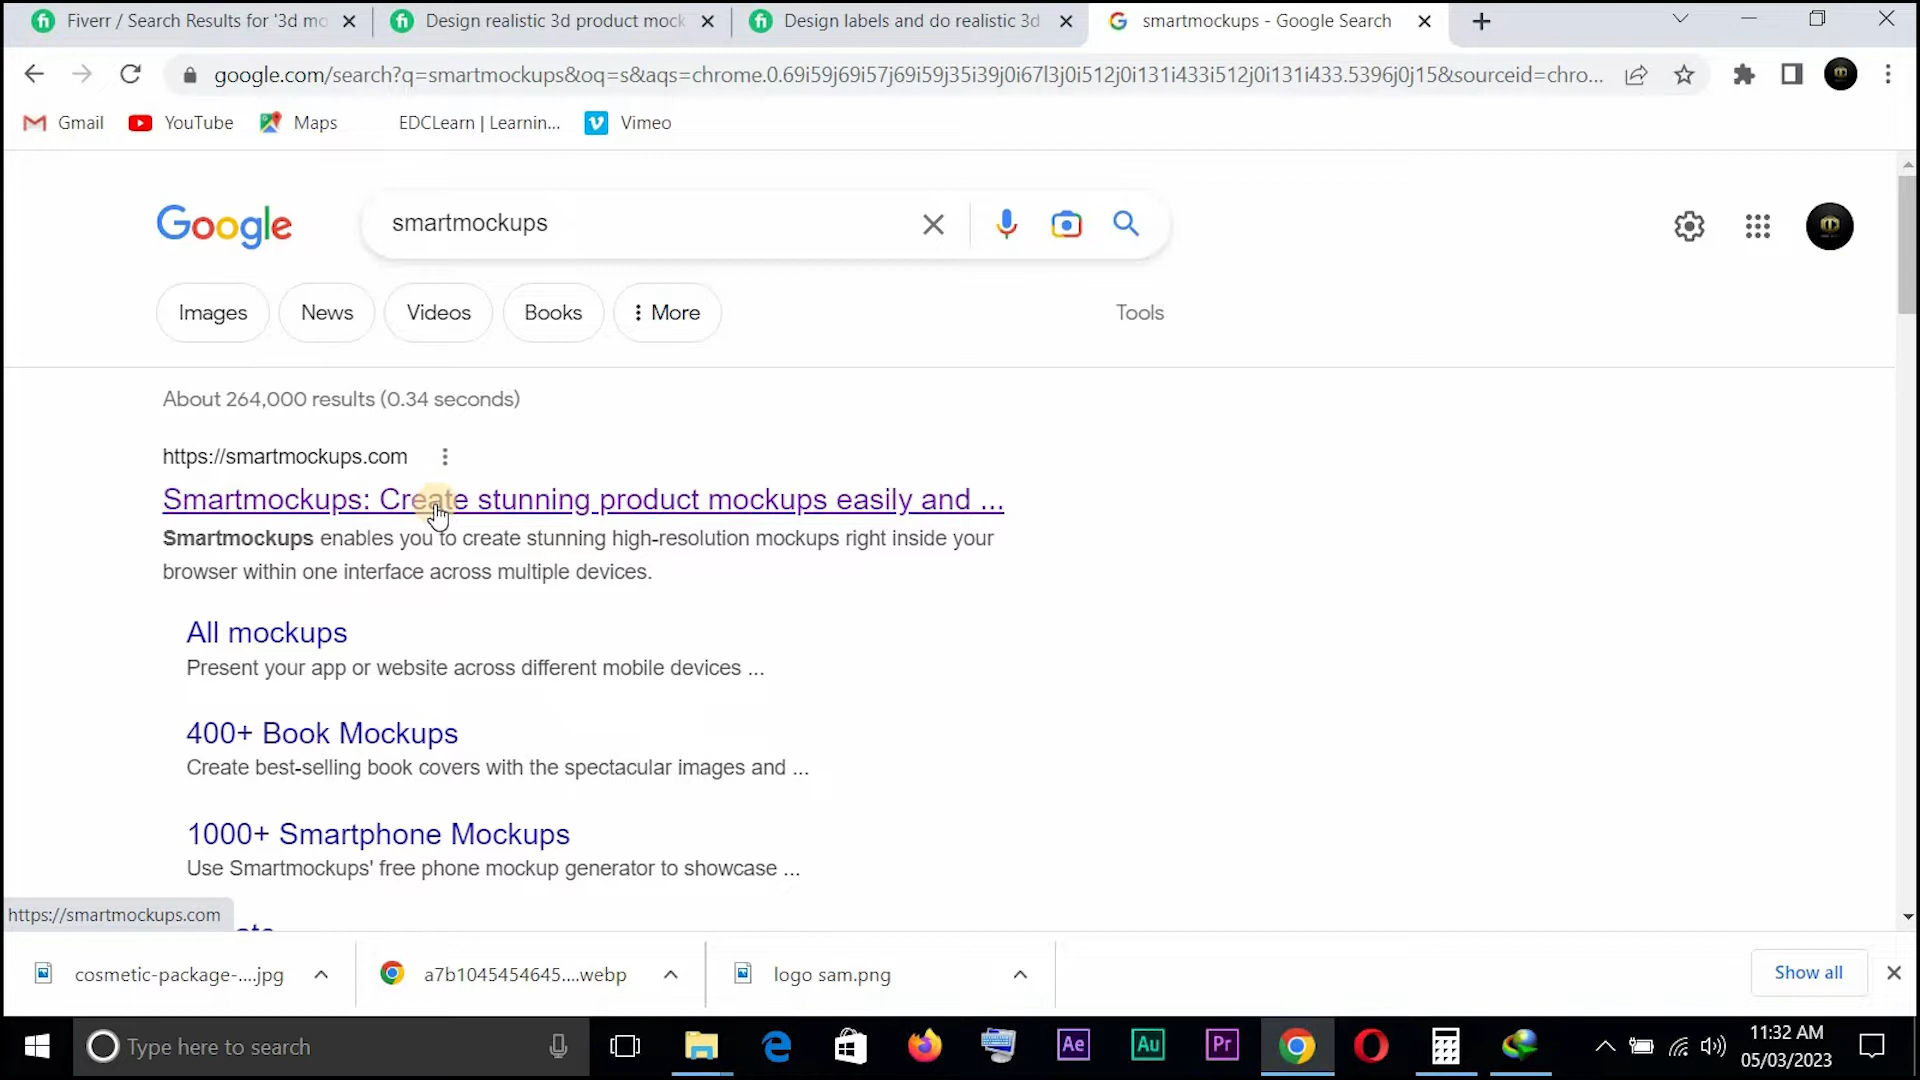 Fiverr / Search Results for '3d mo
Design realistic 3d product mock
Design labels and do realistic 3d
smartmockups - Google Search
google.com/search?q=smartmockups&oq=s&aqs=chrome.0.69i59j69i57j69i59j35i39j0i67l3j0i512j0i131i433i512j0i131i433.5396j0j15&sourceid=chro...
Gmail
YouTube
Maps
EDCLearn | Learnin...
Vimeo
Google
smartmockups
Images
News
Videos
Books
More
Tools
About 264,000 results (0.34 seconds)
https://smartmockups.com
Smartmockups: Create stunning product mockups easily and ...
Smartmockups enables you to create stunning high-resolution mockups right inside your
browser within one interface across multiple devices.
All mockups
Present your app or website across different mobile devices ...
400+ Book Mockups
Create best-selling book covers with the spectacular images and ...
1000+ Smartphone Mockups
Use Smartmockups' free phone mockup generator to showcase ...
https://smartmockups.com
cosmetic-package-....jpg
a7b1045454645....webp
logo sam.png
Show all
Type here to search
Ae
Au
Pr
11:32 AM
05/03/2023